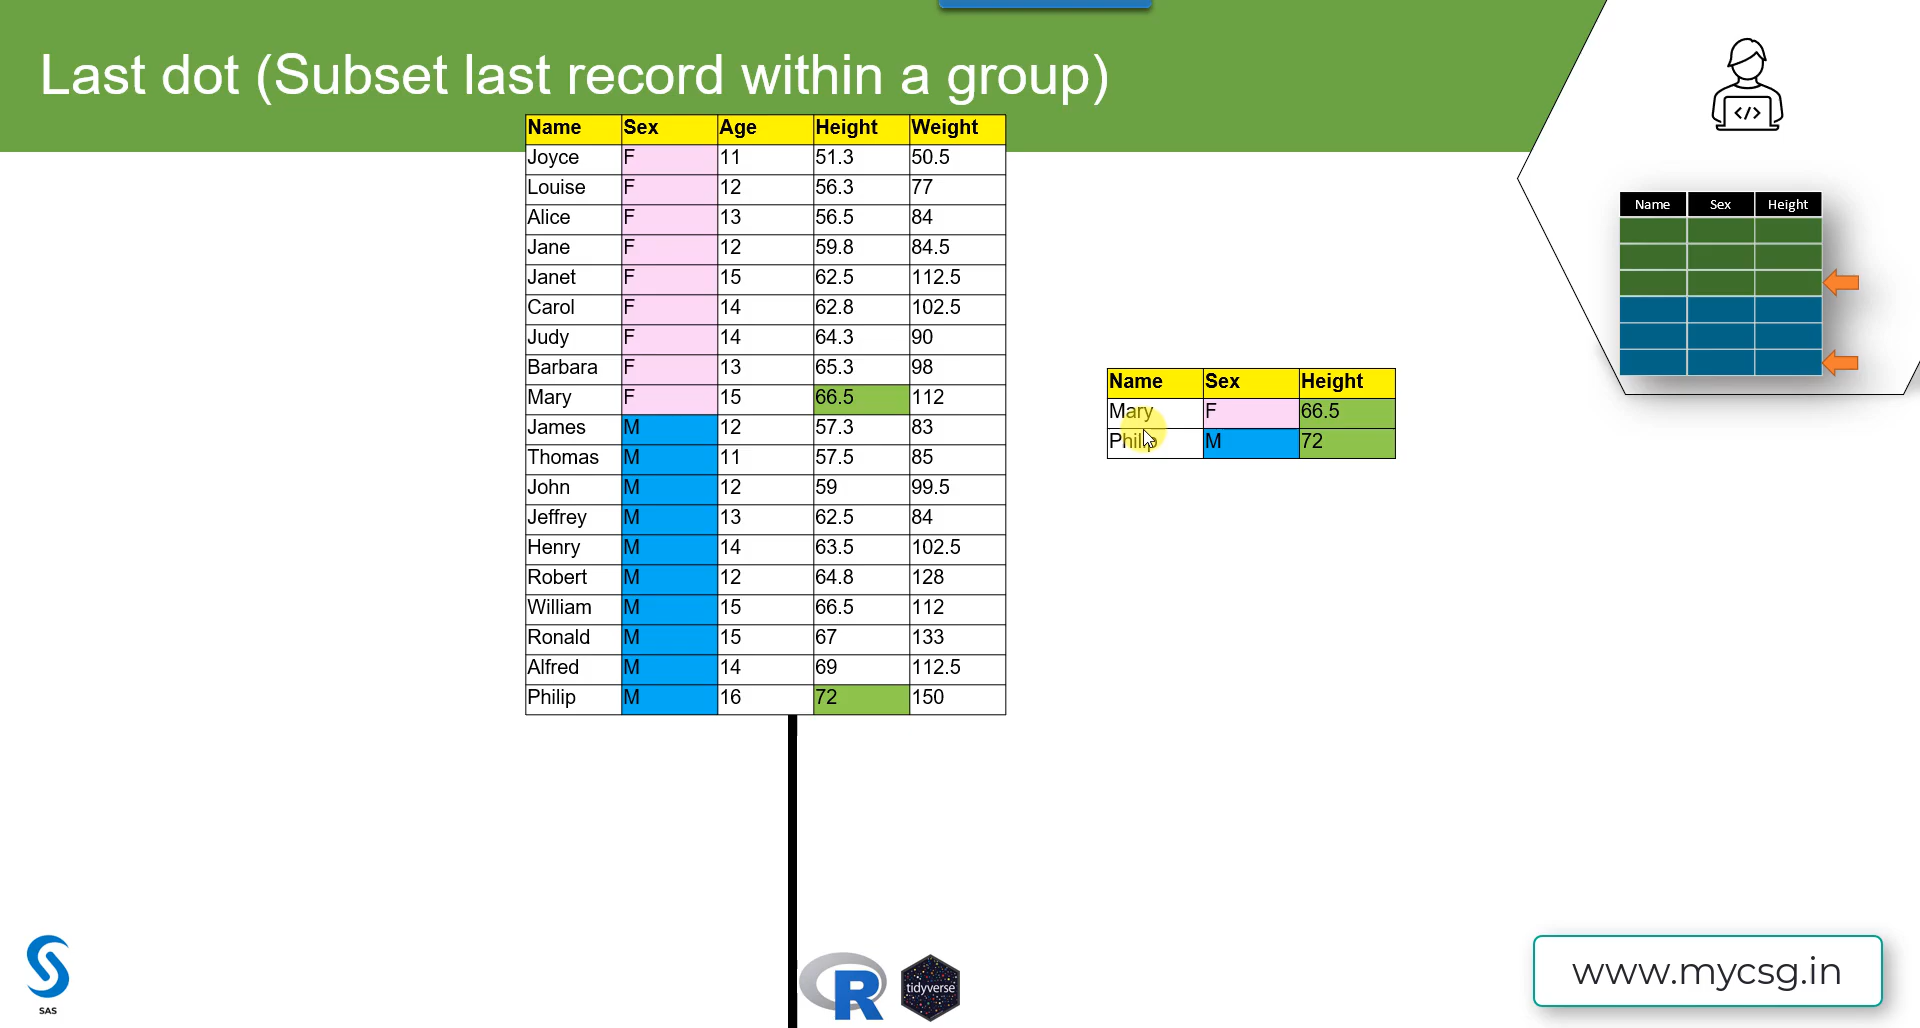 Last dot (Subset last record within a group)
Name Sex Age Height Weight
Joyce F 11 51.3 50.5
Louise F 12 56.3 77
Alice F 13 56.5 84
Jane F 12 59.8 84.5
Janet F 15 62.5 112.5
Carol F 14 62.8 102.5
Judy F 14 64.3 90
Barbara F 13 65.3 98
Mary F 15 66.5 112
James M 12 57.3 83
Thomas M 11 57.5 85
John M 12 59 99.5
Jeffrey M 13 62.5 84
Henry M 14 63.5 102.5
Robert M 12 64.8 128
William M 15 66.5 112
Ronald M 15 67 133
Alfred M 14 69 112.5
Philip M 16 72 150
Name Sex Height
Mary F 66.5
Philip M 72
</>
Name Sex Height
SAS
R
tidyverse
www.mycsg.in